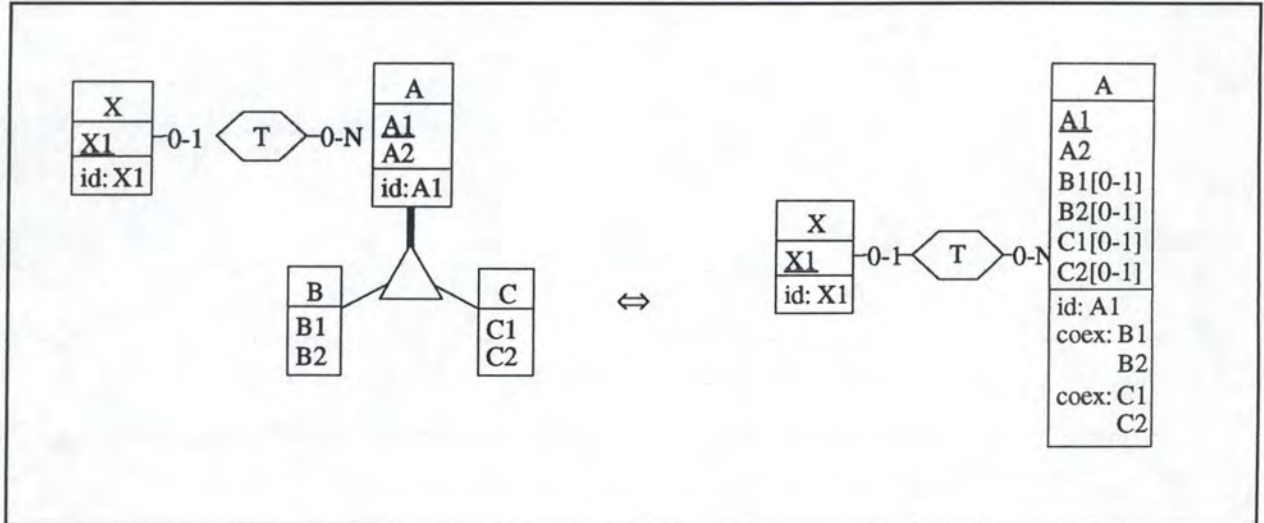 X
X1
id: X1
0-1
T
0-N
A
A1
A2
id: A1
B
B1
B2
C
C1
C2
⇔
X
X1
id: X1
0-1
T
0-N
A
A1
A2
B1[0-1]
B2[0-1]
C1[0-1]
C2[0-1]
id: A1
coex: B1
B2
coex: C1
C2